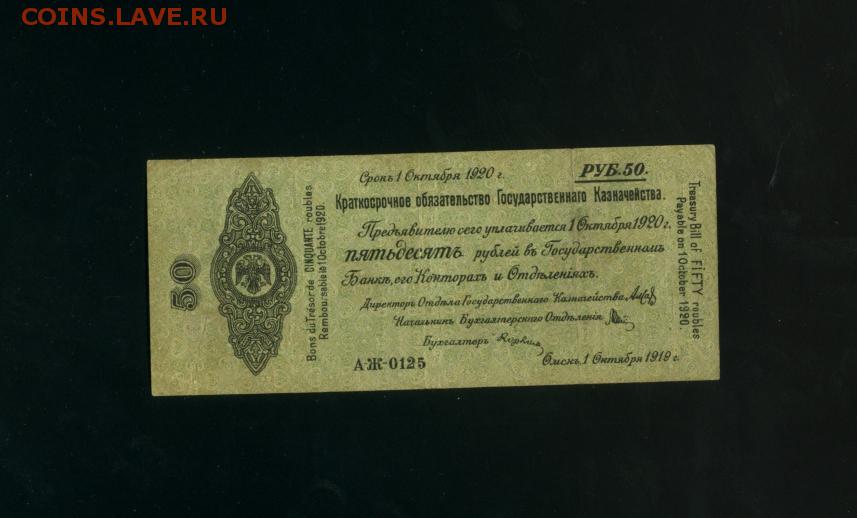 COINS.LAVE.RU
Срокъ 1 Октября 1920 г.
РУБ. 50.
Краткосрочное обязательство Государственнаго Казначейства.
Предъявителю сего уплачивается 1 Октября 1920 г.
пятьдесятъ рублей въ Государственномъ
Банкѣ, его Конторахъ и Отдѣленіяхъ.
Директоръ Отдѣла Государственнаго Казначейства
Начальникъ Бухгалтерскаго Отдѣленія
Бухгалтеръ
А-Ж-0125
Омскъ, 1 Октября 1919 г.
50
Bons du Trésor de CINQUANTE roubles
Remboursable le 1 Octobre 1920.
Treasury Bill of FIFTY roubles
Payable on 1 October 1920.